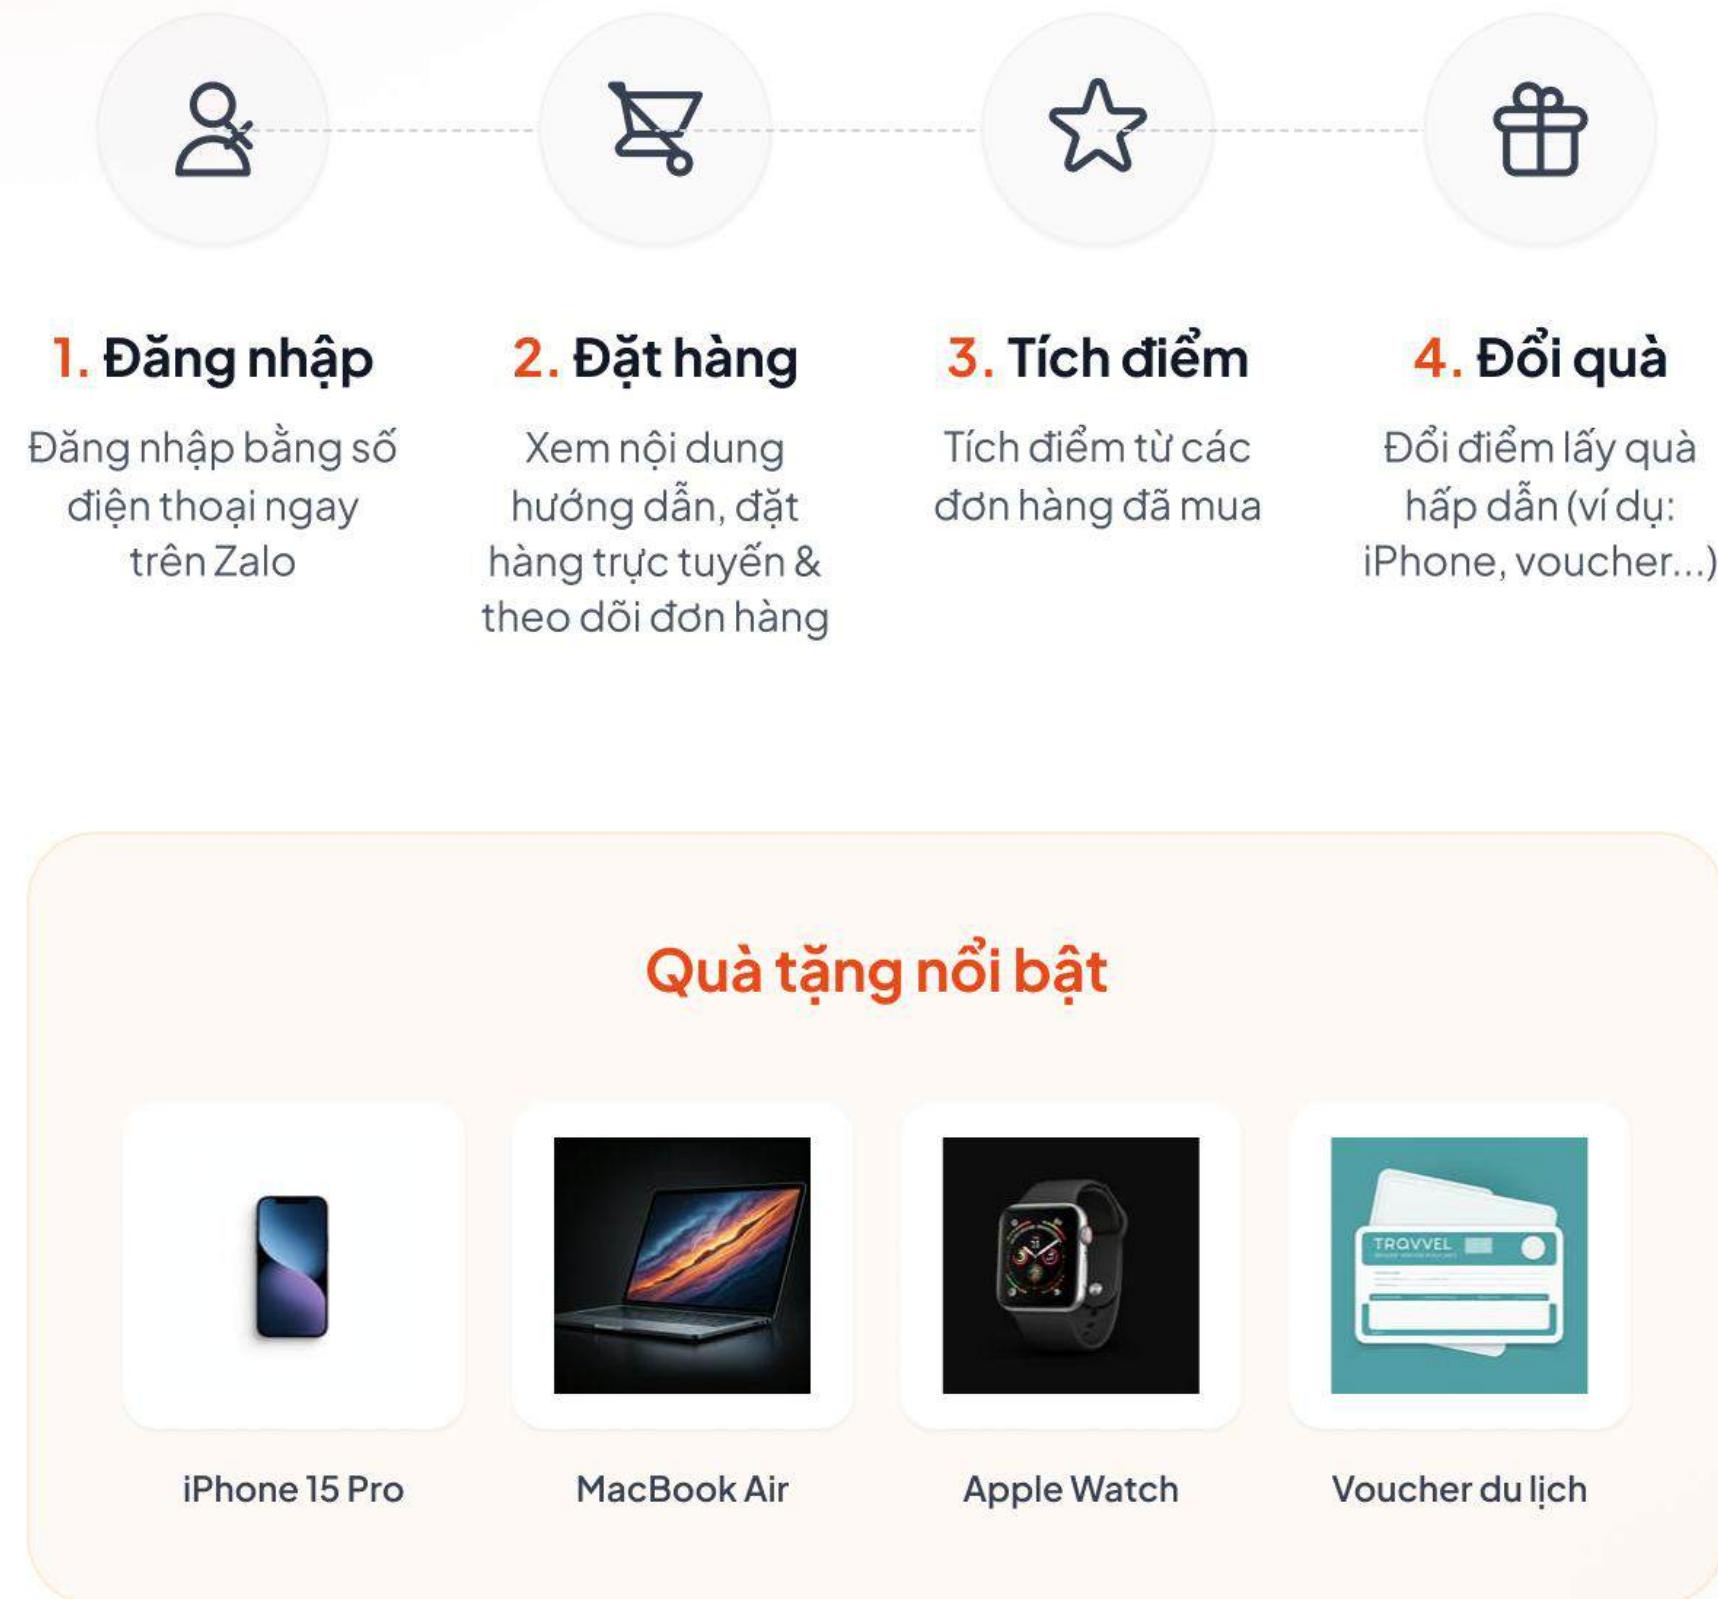 1. Đăng nhập
Đăng nhập bằng số
điện thoại ngay
trên Zalo
2. Đặt hàng
Xem nội dung
hướng dẫn, đặt
hàng trực tuyến &
theo dõi đơn hàng
3. Tích điểm
Tích điểm từ các
đơn hàng đã mua
4. Đổi quà
Đổi điểm lấy quà
hấp dẫn (ví dụ:
iPhone, voucher...)
Quà tặng nổi bật
TRAVVEL
iPhone 15 Pro
MacBook Air
Apple Watch
Voucher du lịch